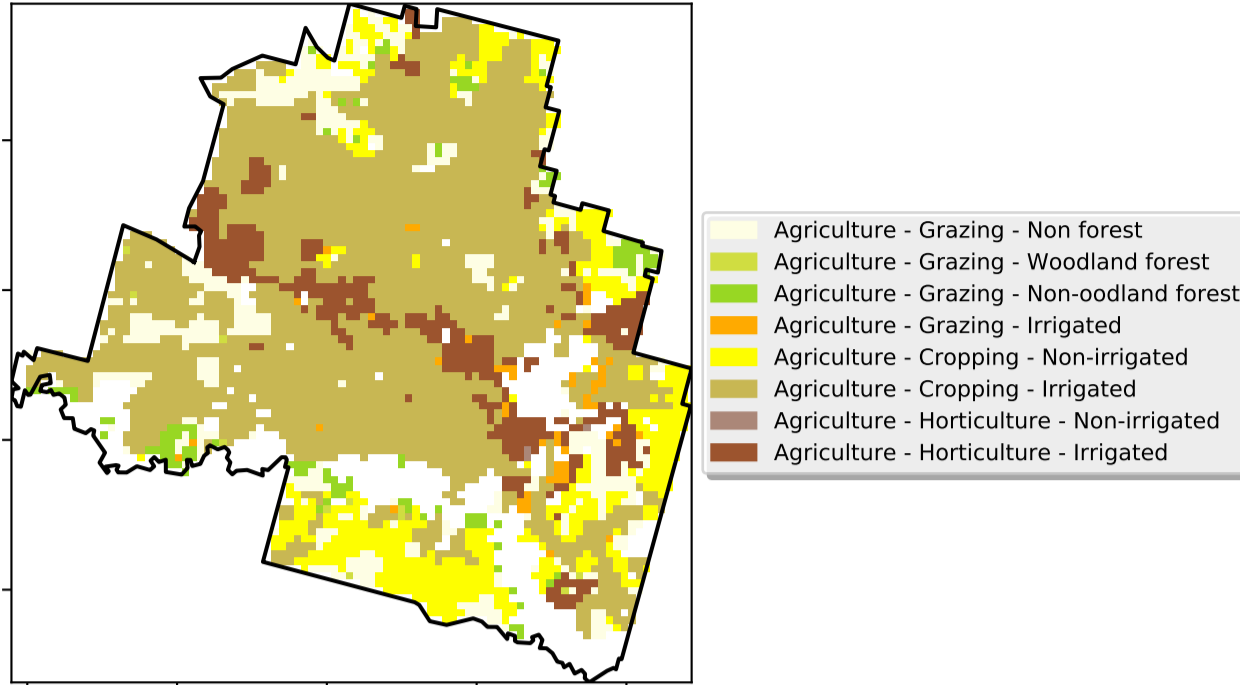 Agriculture - Grazing - Non forest
Agriculture - Grazing - Woodland forest
Agriculture - Grazing - Non-oodland forest
Agriculture - Grazing - Irrigated
Agriculture - Cropping - Non-irrigated
Agriculture - Cropping - Irrigated
Agriculture - Horticulture - Non-irrigated
Agriculture - Horticulture - Irrigated